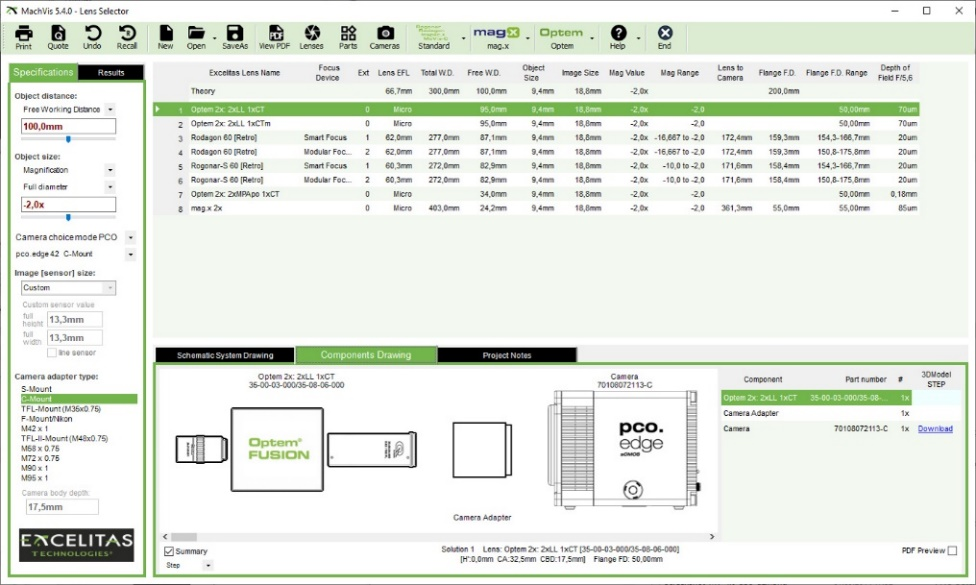 MachVis 5.4.0 - Lens Selector
Print Quote Undo Recall New Open SaveAs View PDF Lenses Parts Cameras Standard mag.x Optem Help End
magx Optem
Specifications Results
Object distance:
Free Working Distance
100,0mm
Object size:
Magnification
Full diameter
-2,0x
Camera choice mode PCO
pco.edge 4.2 C-Mount
Image [sensor] size:
Custom
Custom sensor value
full height 13,3mm
full width 13,3mm
line sensor
Camera adapter type:
S-Mount
C-Mount
TFL-Mount (M35x0.75)
F-Mount/Nikon
M42 x 1
TFL-II-Mount (M48x0.75)
M58 x 0.75
M72 x 0.75
M90 x 1
M95 x 1
Camera body depth:
17,5mm
EXCELITAS
TECHNOLOGIES®
Excelitas Lens Name Focus Device Ext Lens EFL Total W.D. Free W.D. Object Size Image Size Mag Value Mag Range Lens to Camera Flange F.D. Flange F.D. Range Depth of Field F/5,6
Theory 66,7mm 300,0mm 100,0mm 9,4mm 18,8mm -2,0x 200,0mm
1 Optem 2x: 2xLL 1xCT 0 Micro 95,0mm 9,4mm 18,8mm -2,0x -2,0 50,00mm 70um
2 Optem 2x: 2xLL 1xCTm 0 Micro 95,0mm 9,4mm 18,8mm -2,0x -2,0 50,00mm 70um
3 Rodagon 60 [Retro] Smart Focus 1 62,0mm 277,0mm 87,1mm 9,4mm 18,8mm -2,0x -16,667 to -2,0 172,4mm 159,3mm 154,3-166,7mm 20um
4 Rodagon 60 [Retro] Modular Foc... 2 62,0mm 277,0mm 87,1mm 9,4mm 18,8mm -2,0x -16,667 to -2,0 172,4mm 159,3mm 150,8-175,8mm 20um
5 Rogonar-S 60 [Retro] Smart Focus 1 60,3mm 272,0mm 82,9mm 9,4mm 18,8mm -2,0x -10,0 to -2,0 171,6mm 158,4mm 154,3-166,7mm 20um
6 Rogonar-S 60 [Retro] Modular Foc... 2 60,3mm 272,0mm 82,9mm 9,4mm 18,8mm -2,0x -10,0 to -2,0 171,6mm 158,4mm 150,8-175,8mm 20um
7 Optem 2x: 2xMPApo 1xCT 0 Micro 34,0mm 9,4mm 18,8mm -2,0x -2,0 50,00mm 0,18mm
8 mag.x 2x 0 Micro 403,0mm 24,2mm 9,4mm 18,8mm -2,0x -2,0 361,3mm 55,0mm 55,00mm 85um
Schematic System Drawing Components Drawing Project Notes
Optem 2x: 2xLL 1xCT
35-00-03-000/35-08-06-000
Optem®
FUSION
Camera Adapter
Camera
70108072113-C
pco.
edge
Component Part number # 3DModel STEP
Optem 2x: 2xLL 1xCT 35-00-03-000/35-08-... 1x
Camera Adapter 1x
Camera 70108072113-C 1x Download
Summary
Step
Solution 1 Lens: Optem 2x: 2xLL 1xCT [35-00-03-000/35-08-06-000]
[H':0,0mm CA:32,5mm CBD:17,5mm] Flange FD: 50,00mm
PDF Preview